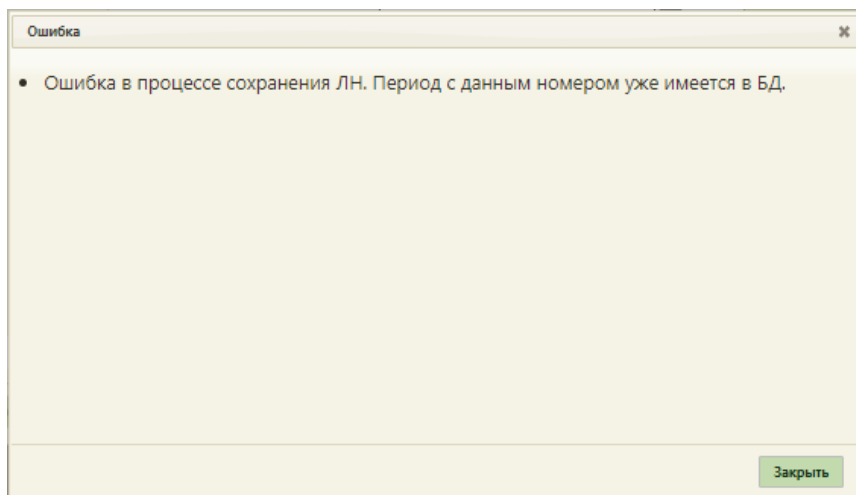 Ошибка
• Ошибка в процессе сохранения ЛН. Период с данным номером уже имеется в БД.
Закрыть